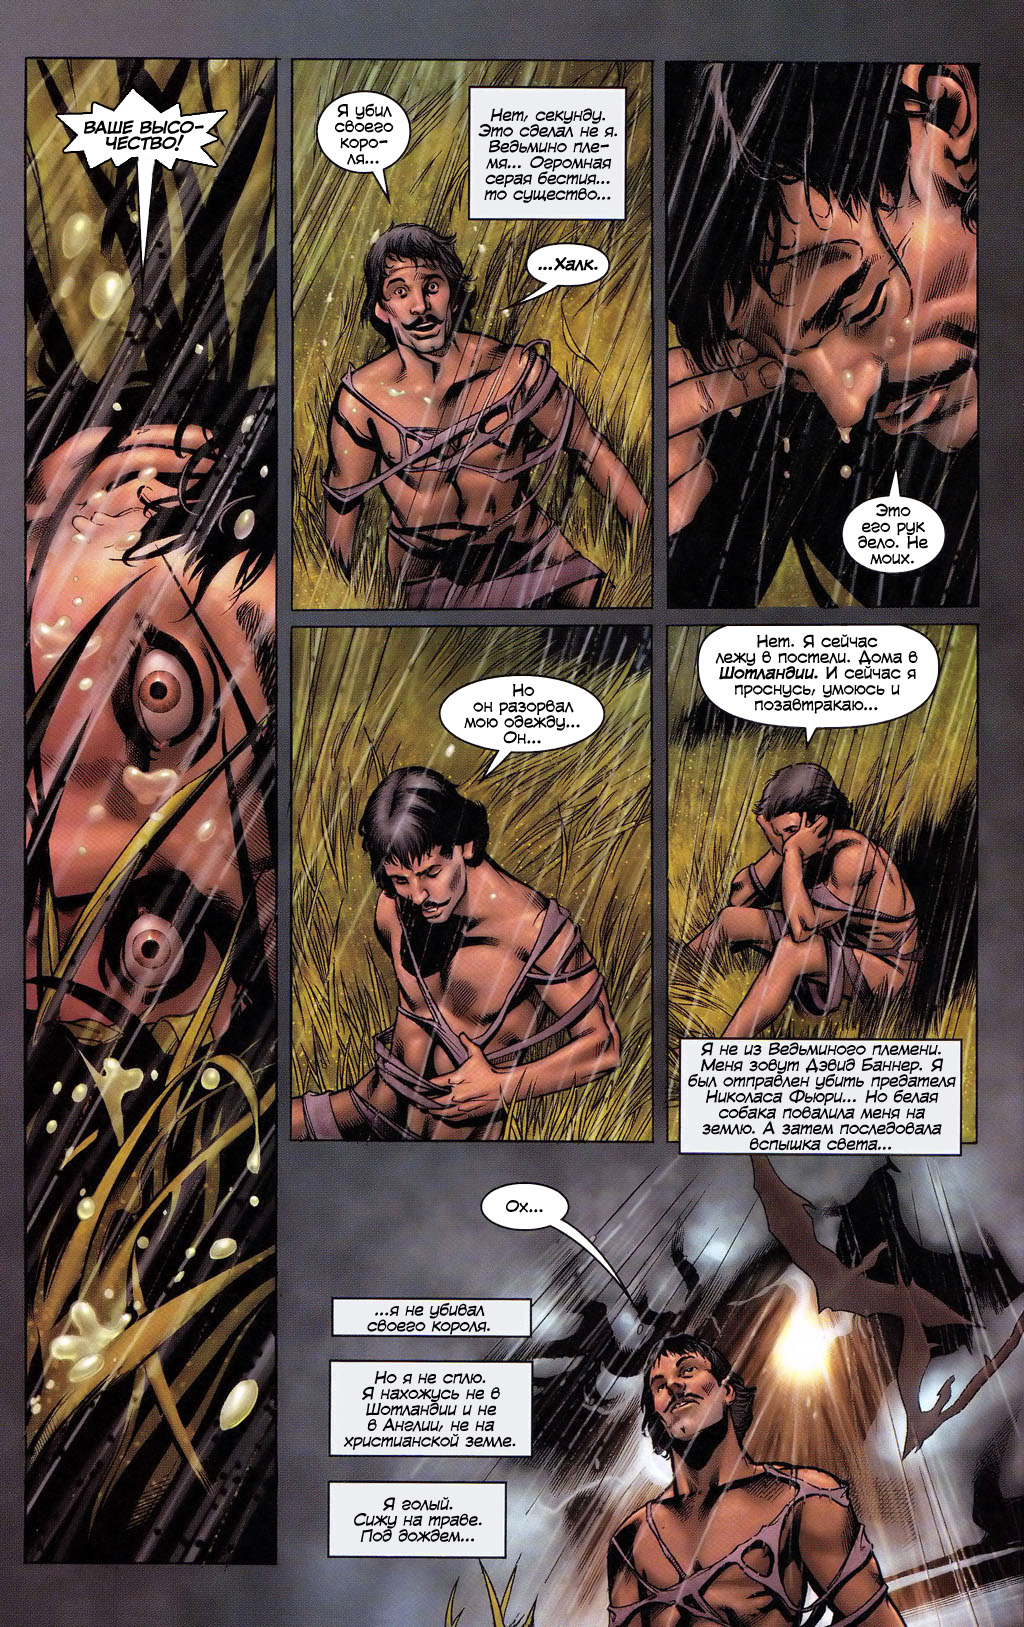 ВАШЕ ВЫСО-
ЧЕСТВО!
Я убил
своего
коро-
ля...
Нет, секунду.
Это сделал не я.
Ведьмино пле-
мя... Огромная
серая бестия...
то существо...
...Халк.
Это
его рук
дело. Не
моих.
Но
он разорвал
мою одежду...
Он...
Нет. Я сейчас
лежу в постели. Дома в
Шотландии. И сейчас я
проснусь, умоюсь и
позавтракаю...
Я не из Ведьминого племени.
Меня зовут Дэвид Баннер. Я
был отправлен убить предателя
Николаса Фьюри... Но белая
собака повалила меня на
землю. А затем последовала
вспышка света...
Ох...
...я не убивал
своего короля.
Но я не сплю.
Я нахожусь не в
Шотландии и не
в Англии, не на
христианской земле.
Я голый.
Сижу на траве.
Под дождем...